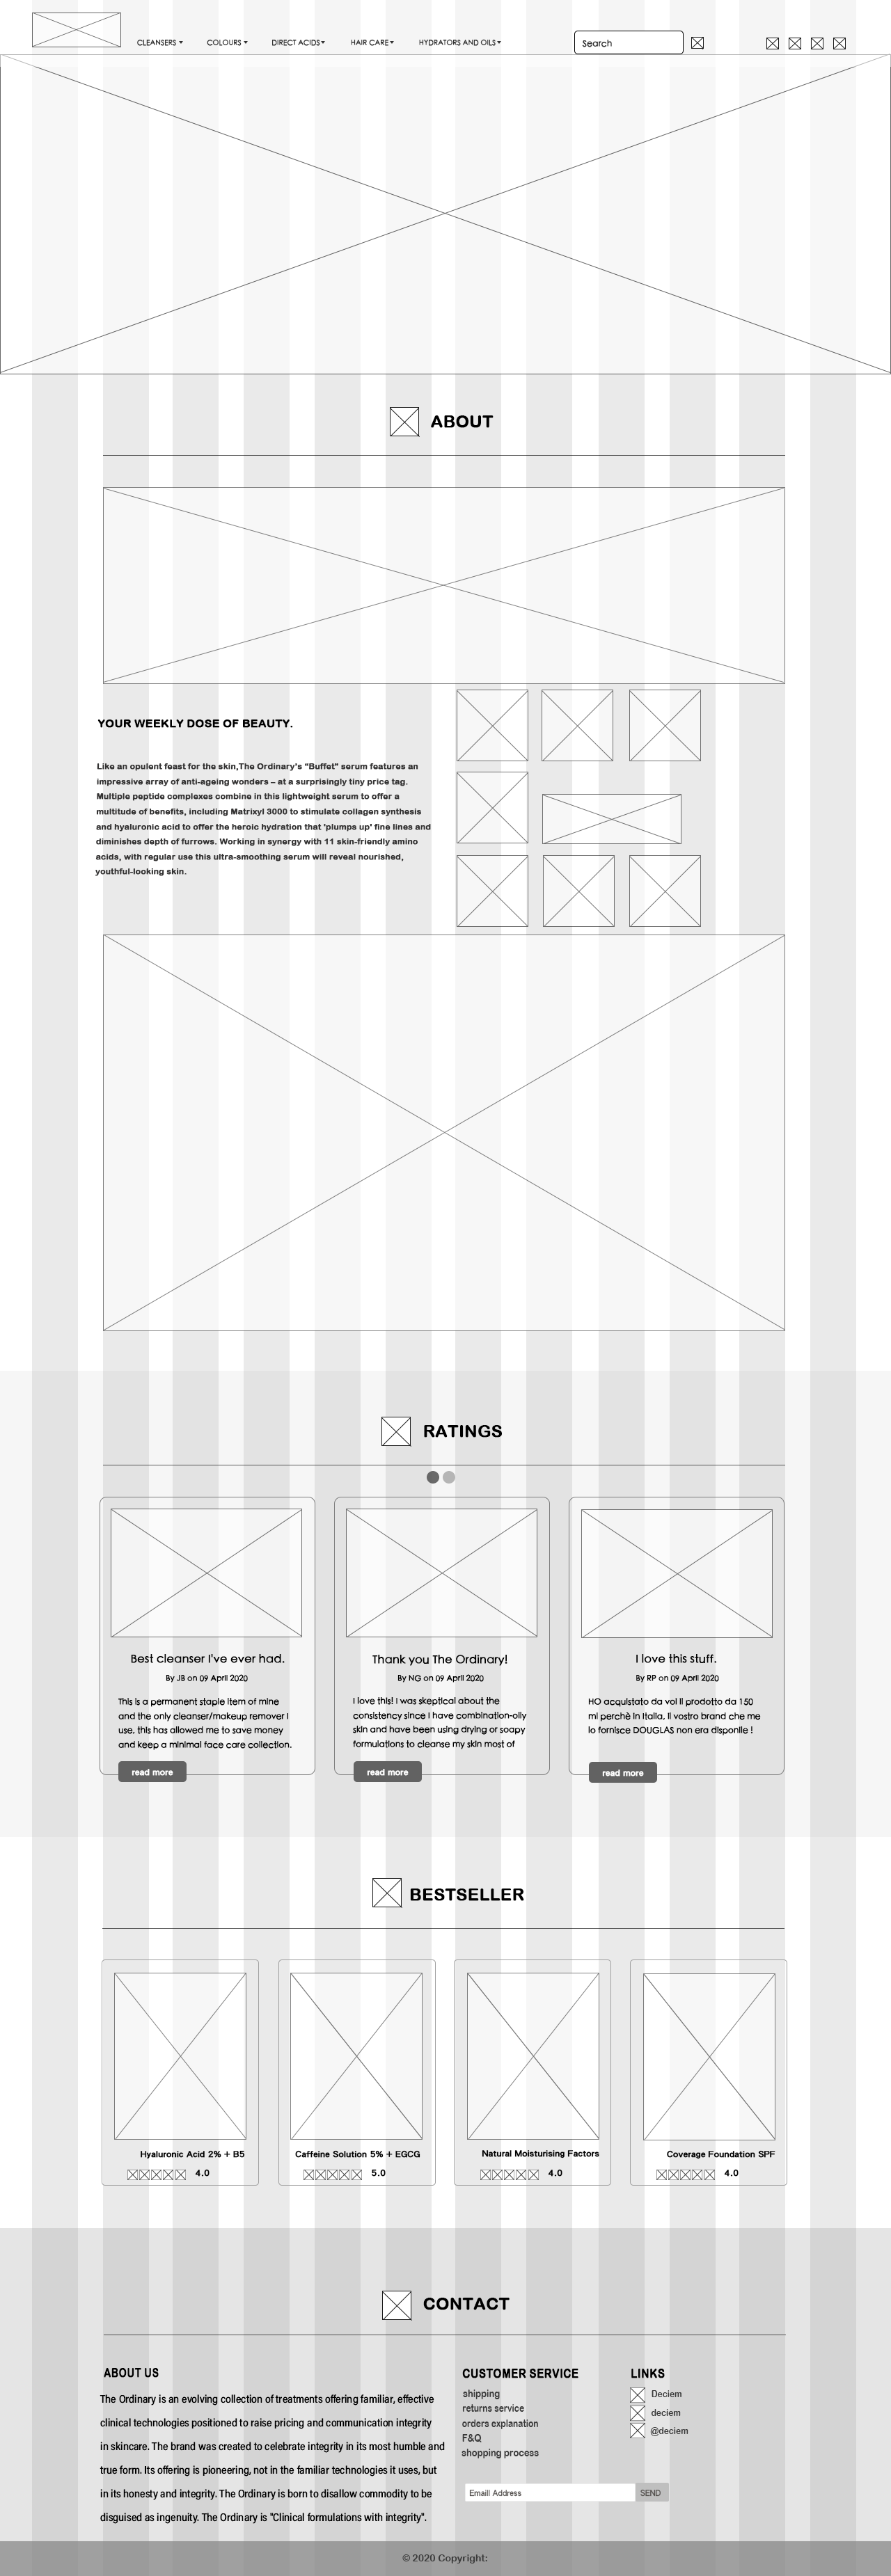 CLEANSERS
COLOURS
DIRECT ACIDS
HAIR CARE
HYDRATORS AND OILS
Search
ABOUT
YOUR WEEKLY DOSE OF BEAUTY.
Like an opulent feast for the skin,The Ordinary's "Buffet" serum features an
impressive array of anti-ageing wonders – at a surprisingly tiny price tag.
Multiple peptide complexes combine in this lightweight serum to offer a
multitude of benefits, including Matrixyl 3000 to stimulate collagen synthesis
and hyaluronic acid to offer the heroic hydration that 'plumps up' fine lines and
diminishes depth of furrows. Working in synergy with 11 skin-friendly amino
acids, with regular use this ultra-smoothing serum will reveal nourished,
youthful-looking skin.
RATINGS
Best cleanser I've ever had.
By JB on 09 April 2020
This is a permanent staple item of mine
and the only cleanser/makeup remover I
use, this has allowed me to save money
and keep a minimal face care collection.
read more
Thank you The Ordinary!
By NG on 09 April 2020
I love this! I was skeptical about the
consistency since I have combination-oily
skin and have been using drying or soapy
formulations to cleanse my skin most of
read more
I love this stuff.
By RP on 09 April 2020
HO acquistato da voi il prodotto da 150
ml perchè in Italia, il vostro brand che me
lo fornisce DOUGLAS non era disponile !
read more
BESTSELLER
Hyaluronic Acid 2% + B5
4.0
Caffeine Solution 5% + EGCG
5.0
Natural Moisturising Factors
4.0
Coverage Foundation SPF
4.0
CONTACT
ABOUT US
The Ordinary is an evolving collection of treatments offering familiar, effective
clinical technologies positioned to raise pricing and communication integrity
in skincare. The brand was created to celebrate integrity in its most humble and
true form. Its offering is pioneering, not in the familiar technologies it uses, but
in its honesty and integrity. The Ordinary is born to disallow commodity to be
disguised as ingenuity. The Ordinary is "Clinical formulations with integrity".
CUSTOMER SERVICE
shipping
returns service
orders explanation
F&Q
shopping process
LINKS
Deciem
deciem
@deciem
Emaill Address
SEND
© 2020 Copyright: